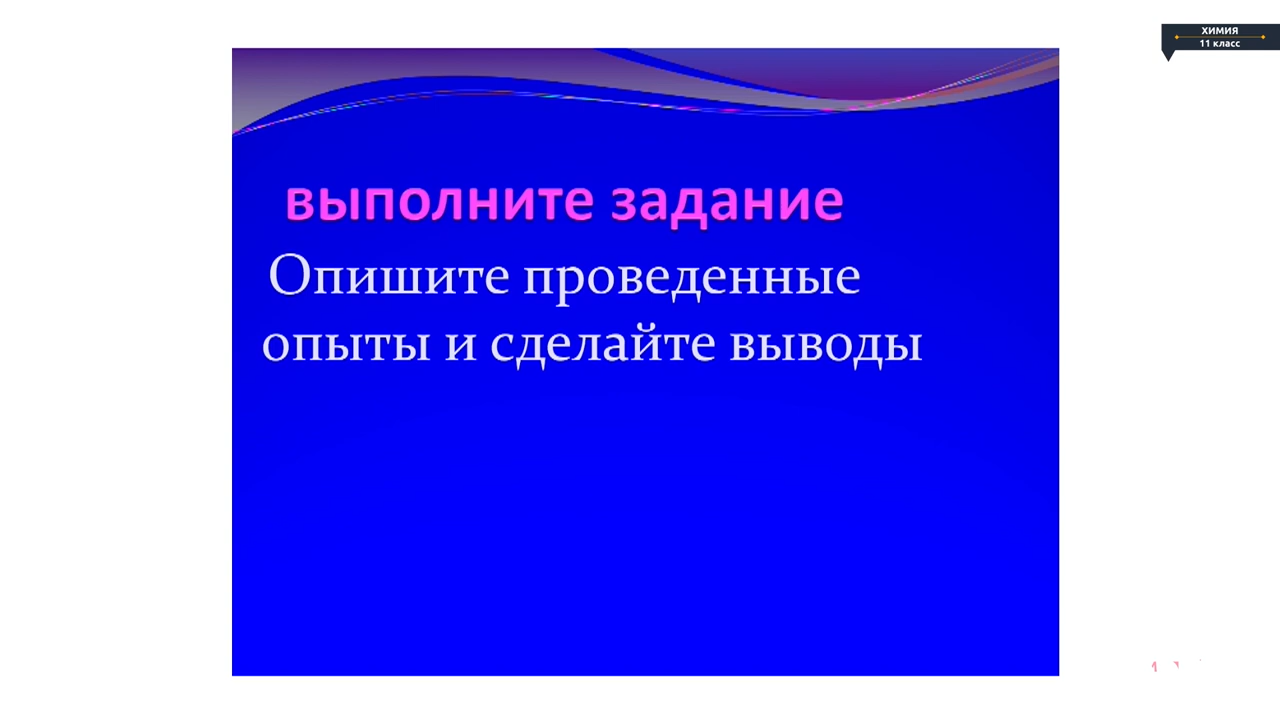 ХИМИЯ
11 класс
выполните задание
Опишите проведенные
опыты и сделайте выводы